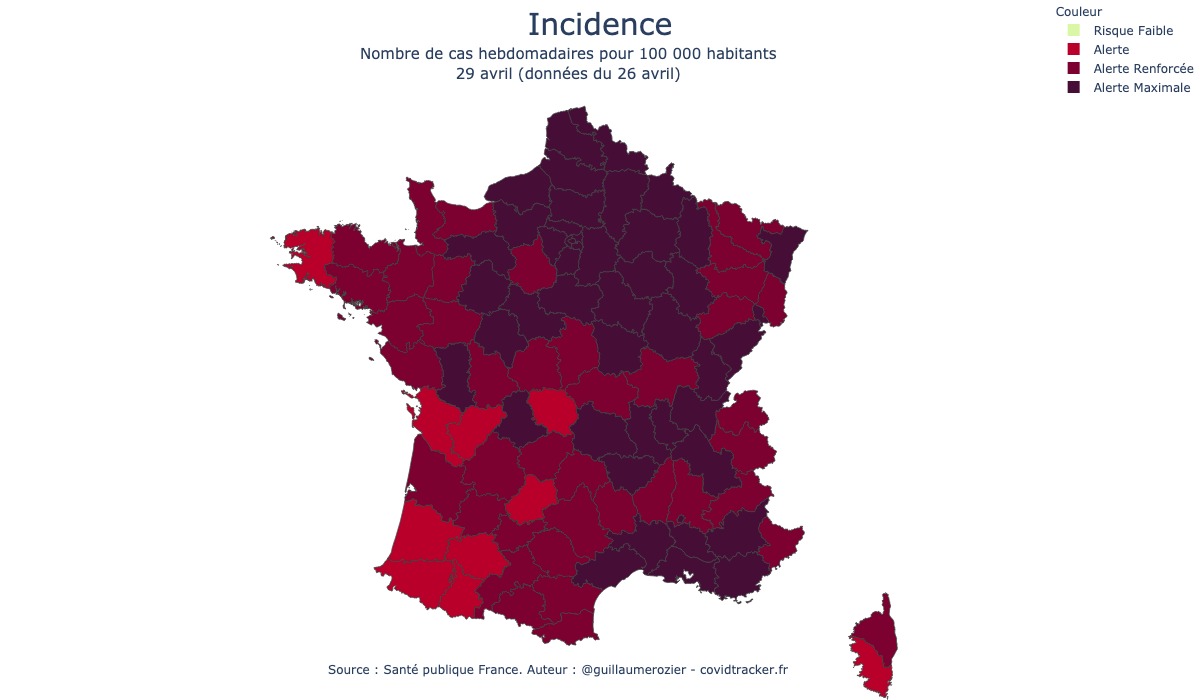 Incidence
Nombre de cas hebdomadaires pour 100 000 habitants
29 avril (données du 26 avril)
Couleur
Risque Faible
Alerte
Alerte Renforcée
Alerte Maximale
Source : Santé publique France. Auteur : @guillaumerozier - covidtracker.fr